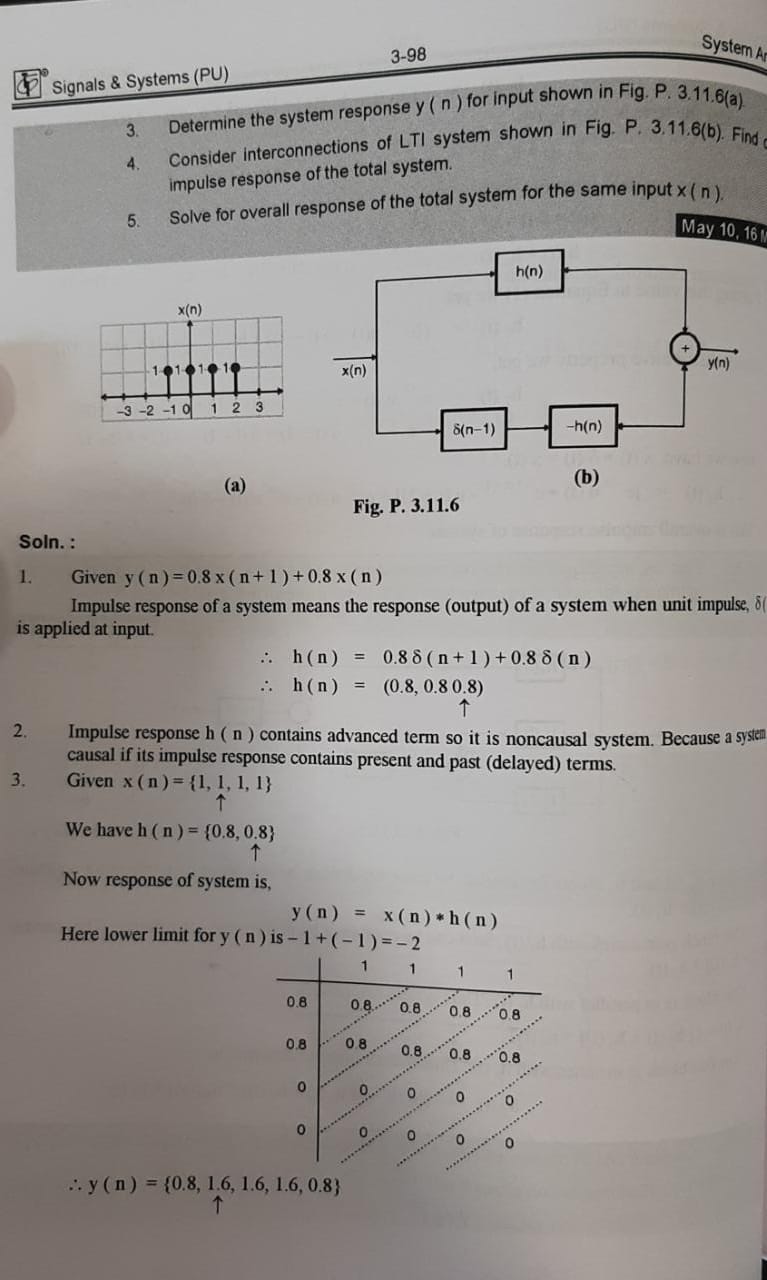 3-98
Signals & Systems (PU)
System
3. Determine the system response y ( n ) for input shown in Fig. P. 3.11.6(a)
4. Consider interconnections of LTI system shown in Fig. P. 3.11.6(b). Find
impulse response of the total system.
5. Solve for overall response of the total system for the same input x ( n ).
May 10, 16
x(n)
1 1 1 1
–3 –2 –1 0 1 2 3
(a)
h(n)
x(n)
+
y(n)
δ(n–1)
–h(n)
(b)
Fig. P. 3.11.6
Soln. :
1. Given y ( n ) = 0.8 x ( n + 1 ) + 0.8 x ( n )
Impulse response of a system means the response (output) of a system when unit impulse, δ(
is applied at input.
∴ h ( n ) = 0.8 δ ( n + 1 ) + 0.8 δ ( n )
∴ h ( n ) = (0.8, 0.8 0.8)
↑
2. Impulse response h ( n ) contains advanced term so it is noncausal system. Because a system
causal if its impulse response contains present and past (delayed) terms.
3. Given x ( n ) = {1, 1, 1, 1}
↑
We have h ( n ) = {0.8, 0.8}
↑
Now response of system is,
y ( n ) = x ( n ) * h ( n )
Here lower limit for y ( n ) is – 1 + ( – 1 ) = – 2
1 1 1 1
0.8 0.8 0.8 0.8 0.8
0.8 0.8 0.8 0.8 0.8
0 0 0 0 0
0 0 0 0 0
∴ y ( n ) = {0.8, 1.6, 1.6, 1.6, 0.8}
↑